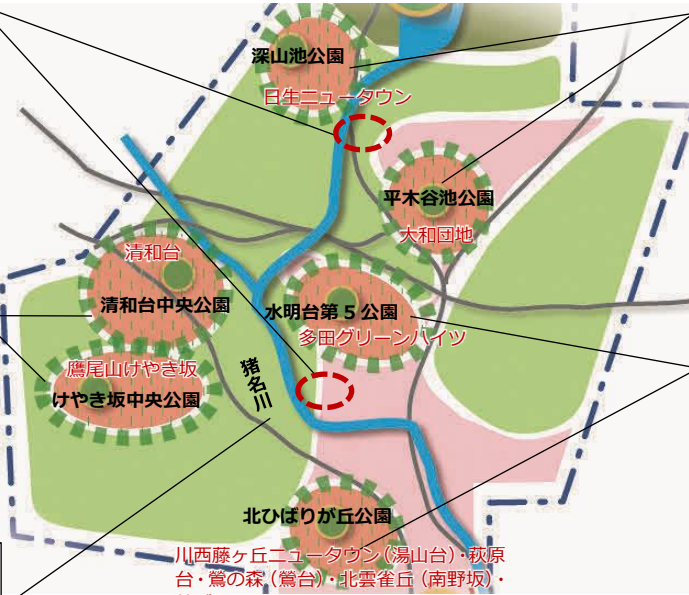 深山池公園
日生ニュータウン
平木谷池公園
大和団地
清和台
清和台中央公園
水明台第５公園
多田グリーンハイツ
鷹尾山けやき坂
けやき坂中央公園
猪名川
北ひばりが丘公園
川西藤ヶ丘ニュータウン（湯山台）・萩原
台・鶯の森（鶯台）・北雲雀丘（南野坂）・